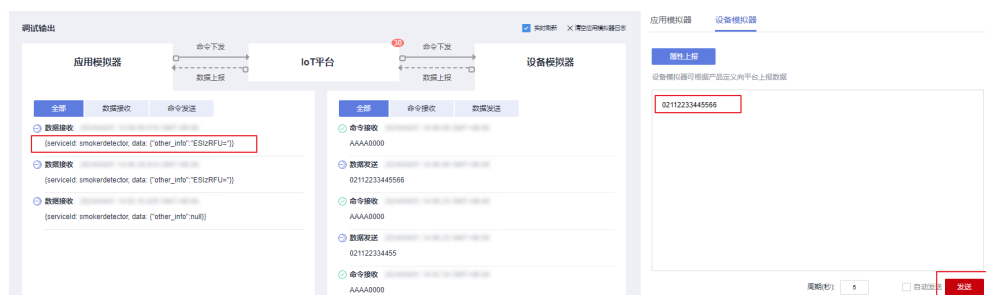 调试输出
实时刷新
清空应用模拟器日志
30
命令下发
命令下发
应用模拟器
IoT平台
设备模拟器
数据上报
数据上报
全部 数据接收 命令发送
数据接收
{serviceId: smokerdetector, data: {"other_info":"ESIzRFU="}}
数据接收
{serviceId: smokerdetector, data: {"other_info":"ESIzRFU="}}
数据接收
{serviceId: smokerdetector, data: {"other_info":null}}
全部 命令接收 数据发送
命令接收
AAAA0000
数据发送
02112233445566
命令接收
AAAA0000
数据发送
021122334455
命令接收
AAAA0000
应用模拟器 设备模拟器
属性上报
设备模拟器可根据产品定义向平台上报数据
02112233445566
周期(秒): 5 自动发送 发送